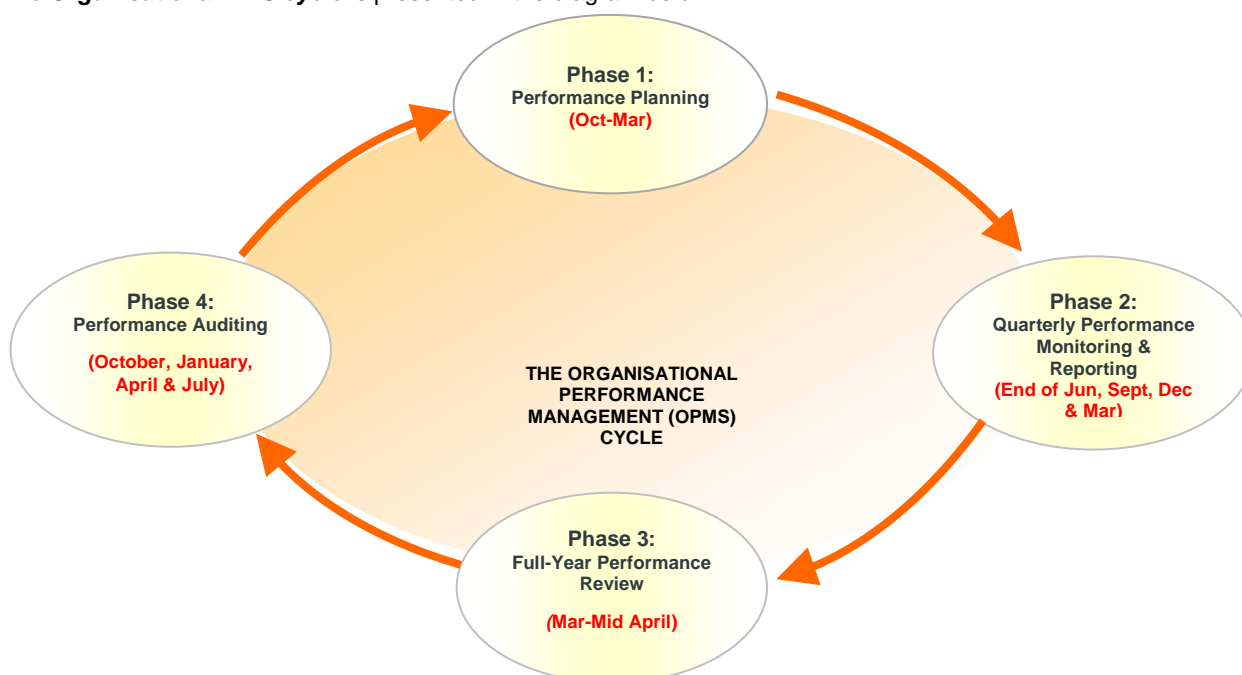 Phase 1:
Performance Planning
(Oct-Mar)
Phase 4:
Performance Auditing
(October, January,
April & July)
Phase 2:
Quarterly Performance
Monitoring &
Reporting
(End of Jun, Sept, Dec
& Mar)
THE ORGANISATIONAL
PERFORMANCE
MANAGEMENT (OPMS)
CYCLE
Phase 3:
Full-Year Performance
Review
(Mar-Mid April)